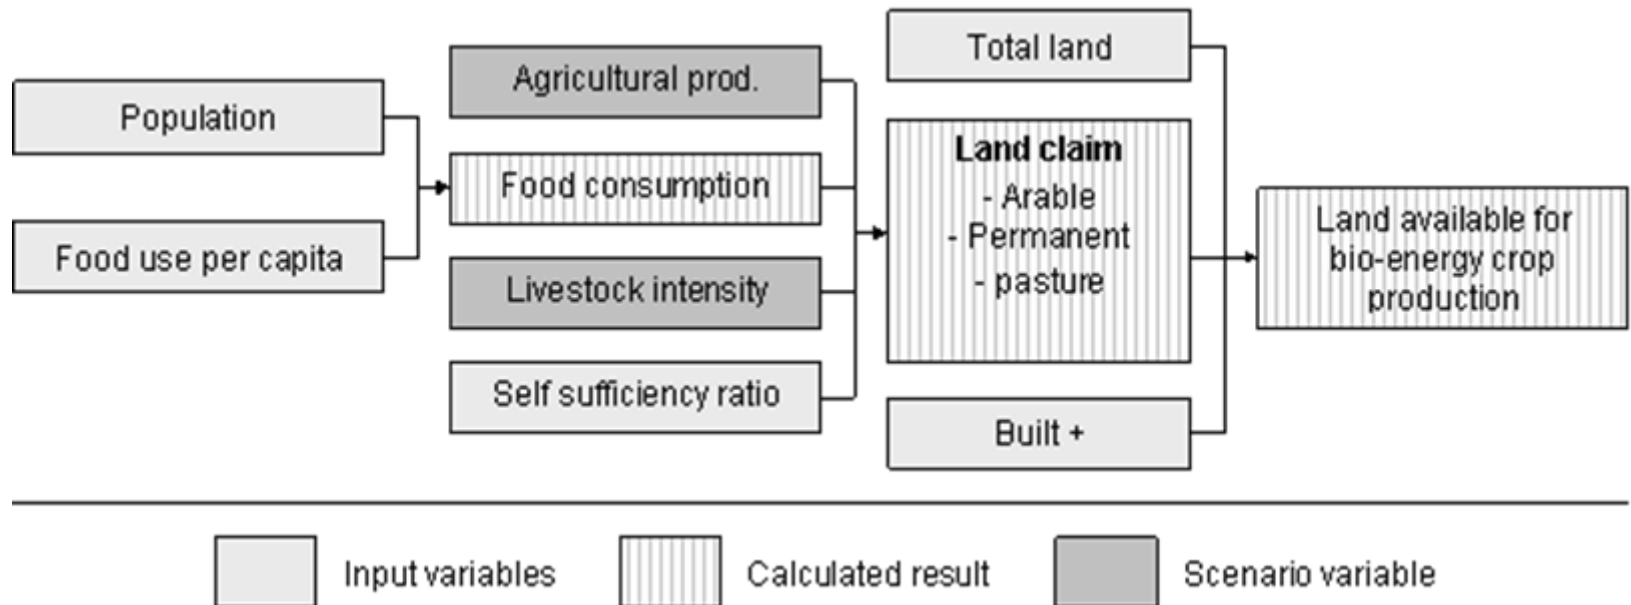 Population
Food use per capita
Agricultural prod.
Food consumption
Livestock intensity
Self sufficiency ratio
Total land
Land claim
- Arable
- Permanent
- pasture
Built +
Land available for
bio-energy crop
production
Input variables
Calculated result
Scenario variable